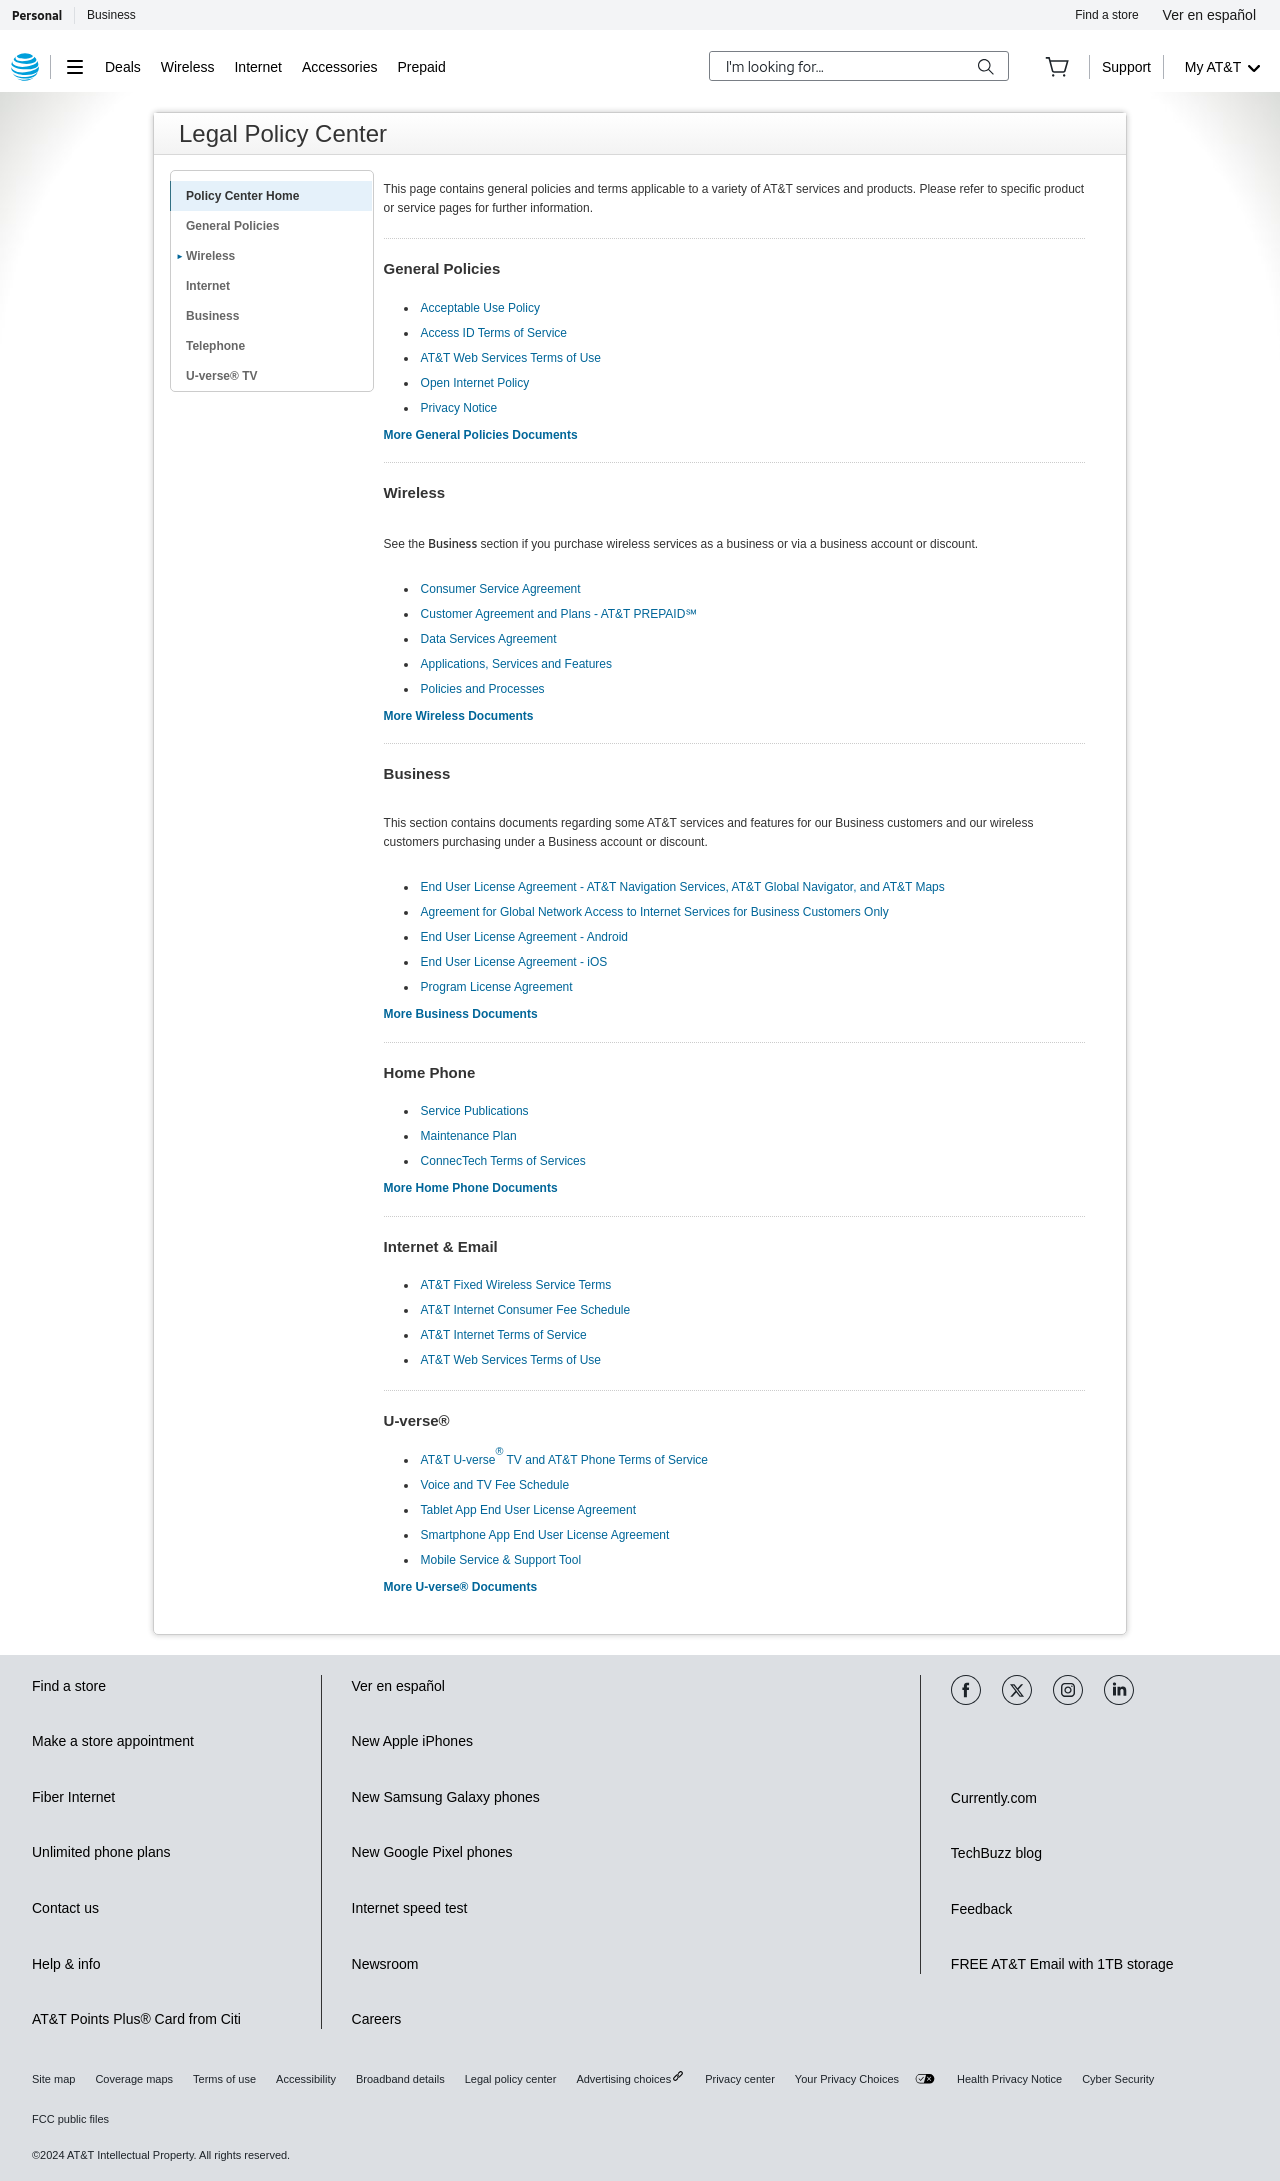 Personal Business Find a store Ver en español
Deals Wireless Internet Accessories Prepaid I'm looking for... Support My AT&T
Legal Policy Center
Policy Center Home
General Policies
Wireless
Internet
Business
Telephone
U-verse® TV
This page contains general policies and terms applicable to a variety of AT&T services and products. Please refer to specific product
or service pages for further information.
General Policies
Acceptable Use Policy
Access ID Terms of Service
AT&T Web Services Terms of Use
Open Internet Policy
Privacy Notice
More General Policies Documents
Wireless
See the Business section if you purchase wireless services as a business or via a business account or discount.
Consumer Service Agreement
Customer Agreement and Plans - AT&T PREPAID℠
Data Services Agreement
Applications, Services and Features
Policies and Processes
More Wireless Documents
Business
This section contains documents regarding some AT&T services and features for our Business customers and our wireless
customers purchasing under a Business account or discount.
End User License Agreement - AT&T Navigation Services, AT&T Global Navigator, and AT&T Maps
Agreement for Global Network Access to Internet Services for Business Customers Only
End User License Agreement - Android
End User License Agreement - iOS
Program License Agreement
More Business Documents
Home Phone
Service Publications
Maintenance Plan
ConnecTech Terms of Services
More Home Phone Documents
Internet & Email
AT&T Fixed Wireless Service Terms
AT&T Internet Consumer Fee Schedule
AT&T Internet Terms of Service
AT&T Web Services Terms of Use
U-verse®
AT&T U-verse® TV and AT&T Phone Terms of Service
Voice and TV Fee Schedule
Tablet App End User License Agreement
Smartphone App End User License Agreement
Mobile Service & Support Tool
More U-verse® Documents
Find a store
Make a store appointment
Fiber Internet
Unlimited phone plans
Contact us
Help & info
AT&T Points Plus® Card from Citi
Ver en español
New Apple iPhones
New Samsung Galaxy phones
New Google Pixel phones
Internet speed test
Newsroom
Careers
Currently.com
TechBuzz blog
Feedback
FREE AT&T Email with 1TB storage
Site map Coverage maps Terms of use Accessibility Broadband details Legal policy center Advertising choices Privacy center Your Privacy Choices Health Privacy Notice Cyber Security
FCC public files
©2024 AT&T Intellectual Property. All rights reserved.